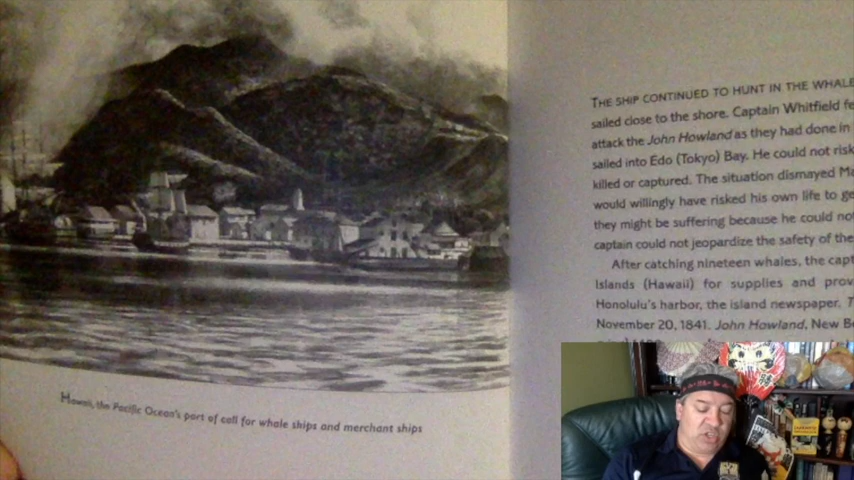 Hawaii, the Pacific Ocean's port of call for whale ships and merchant ships
THE SHIP CONTINUED TO HUNT IN THE WHALE
sailed close to the shore. Captain Whitfield fe
attack the John Howland as they had done in
sailed into Edo (Tokyo) Bay. He could not risk
killed or captured. The situation dismayed Ma
would willingly have risked his own life to ge
they might be suffering because he could not
captain could not jeopardize the safety of the
After catching nineteen whales, the capt
Islands (Hawaii) for supplies and prov
Honolulu's harbor, the island newspaper. T
November 20, 1841. John Howland, New Be